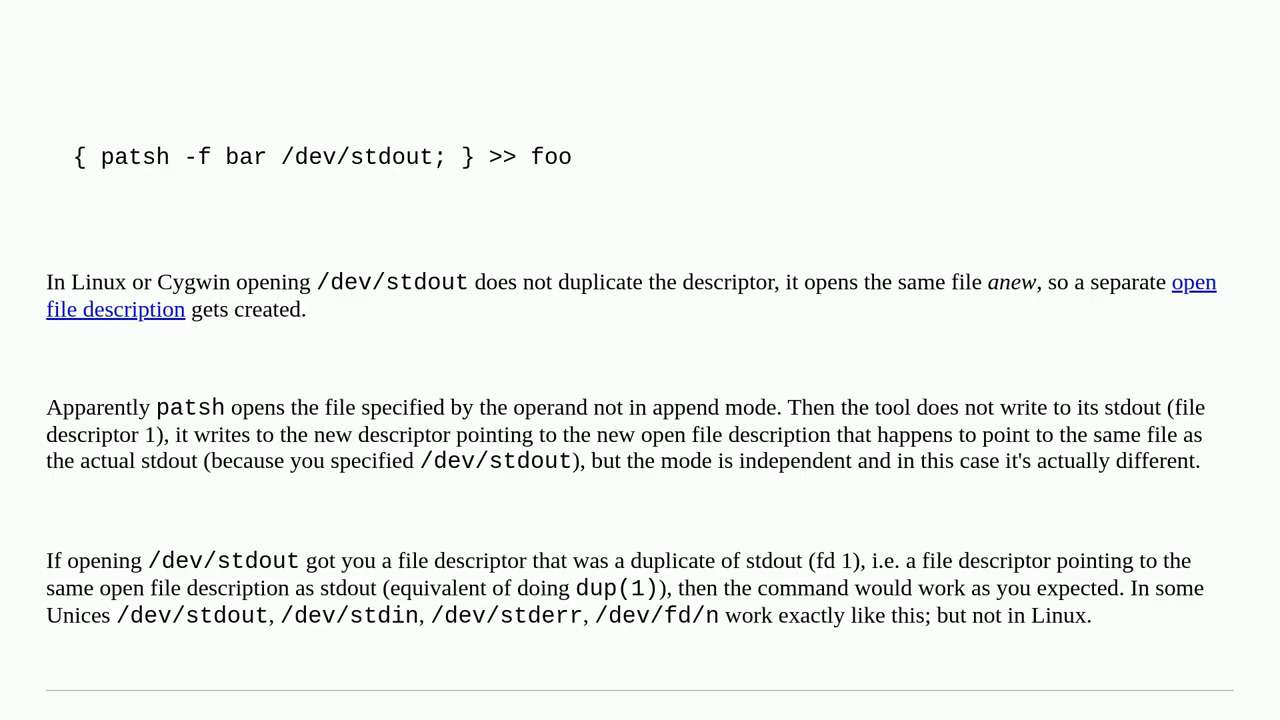 { patsh -f bar /dev/stdout; } >> foo
In Linux or Cygwin opening /dev/stdout does not duplicate the descriptor, it opens the same file anew, so a separate open
file description gets created.
Apparently patsh opens the file specified by the operand not in append mode. Then the tool does not write to its stdout (file
descriptor 1), it writes to the new descriptor pointing to the new open file description that happens to point to the same file as
the actual stdout (because you specified /dev/stdout), but the mode is independent and in this case it's actually different.
If opening /dev/stdout got you a file descriptor that was a duplicate of stdout (fd 1), i.e. a file descriptor pointing to the
same open file description as stdout (equivalent of doing dup(1)), then the command would work as you expected. In some
Unices /dev/stdout, /dev/stdin, /dev/stderr, /dev/fd/n work exactly like this; but not in Linux.